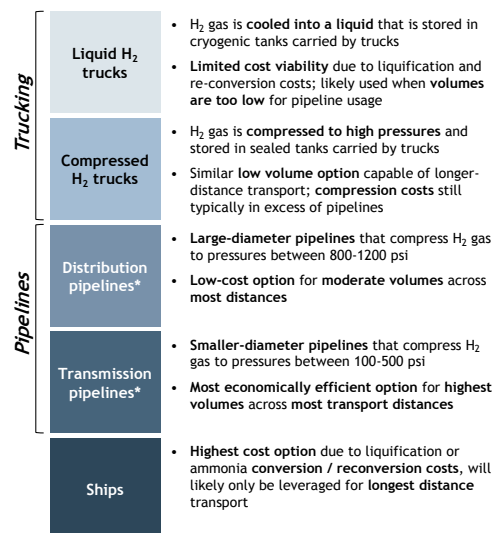 Trucking
Liquid H₂
trucks
• H₂ gas is cooled into a liquid that is stored in
cryogenic tanks carried by trucks
• Limited cost viability due to liquification and
re-conversion costs; likely used when volumes
are too low for pipeline usage
Compressed
H₂ trucks
• H₂ gas is compressed to high pressures and
stored in sealed tanks carried by trucks
• Similar low volume option capable of longer-
distance transport; compression costs still
typically in excess of pipelines
Pipelines
Distribution
pipelines*
• Large-diameter pipelines that compress H₂ gas
to pressures between 800-1200 psi
• Low-cost option for moderate volumes across
most distances
Transmission
pipelines*
• Smaller-diameter pipelines that compress H₂
gas to pressures between 100-500 psi
• Most economically efficient option for highest
volumes across most transport distances
Ships
• Highest cost option due to liquification or
ammonia conversion / reconversion costs, will
likely only be leveraged for longest distance
transport